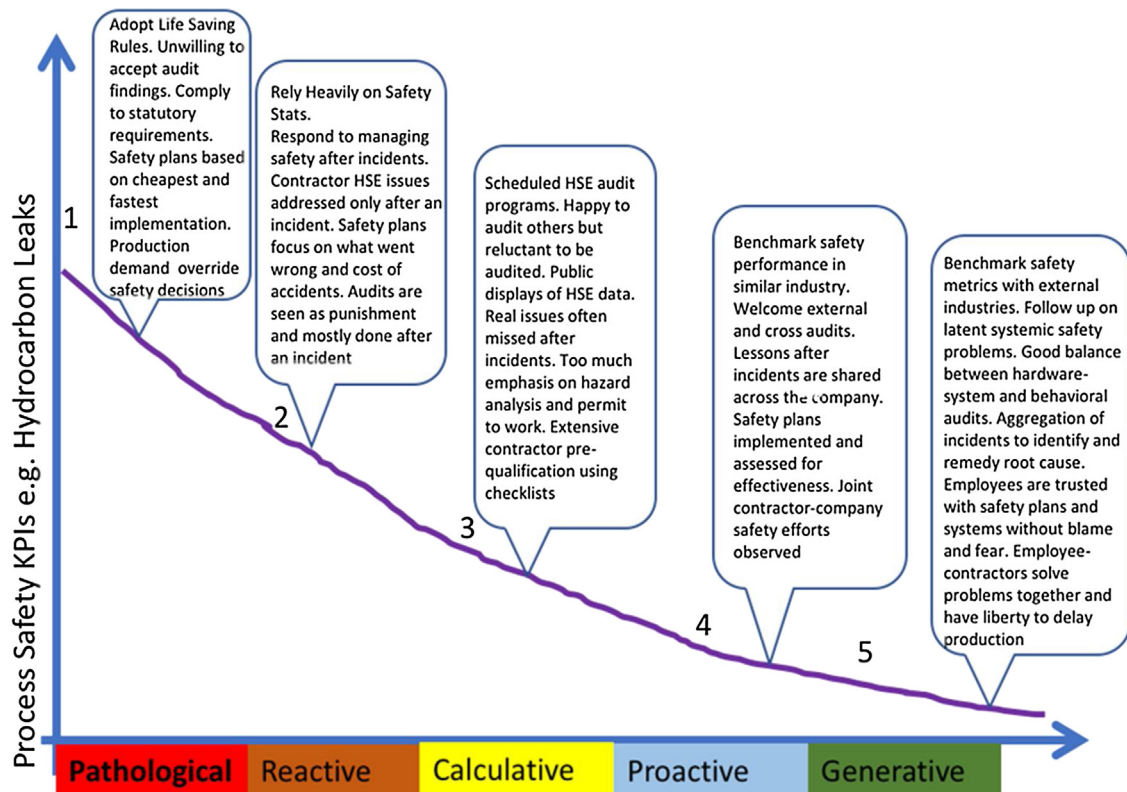 Process Safety KPIs e.g. Hydrocarbon Leaks
1
Adopt Life Saving
Rules. Unwilling to
accept audit
findings. Comply
to statutory
requirements.
Safety plans based
on cheapest and
fastest
implementation.
Production
demand override
safety decisions
2
Rely Heavily on Safety
Stats.
Respond to managing
safety after incidents.
Contractor HSE issues
addressed only after an
incident. Safety plans
focus on what went
wrong and cost of
accidents. Audits are
seen as punishment
and mostly done after
an incident
3
Scheduled HSE audit
programs. Happy to
audit others but
reluctant to be
audited. Public
displays of HSE data.
Real issues often
missed after
incidents. Too much
emphasis on hazard
analysis and permit
to work. Extensive
contractor pre-
qualification using
checklists
4
Benchmark safety
performance in
similar industry.
Welcome external
and cross audits.
Lessons after
incidents are shared
across the company.
Safety plans
implemented and
assessed for
effectiveness. Joint
contractor-company
safety efforts
observed
5
Benchmark safety
metrics with external
industries. Follow up on
latent systemic safety
problems. Good balance
between hardware-
system and behavioral
audits. Aggregation of
incidents to identify and
remedy root cause.
Employees are trusted
with safety plans and
systems without blame
and fear. Employee-
contractors solve
problems together and
have liberty to delay
production
Pathological
Reactive
Calculative
Proactive
Generative